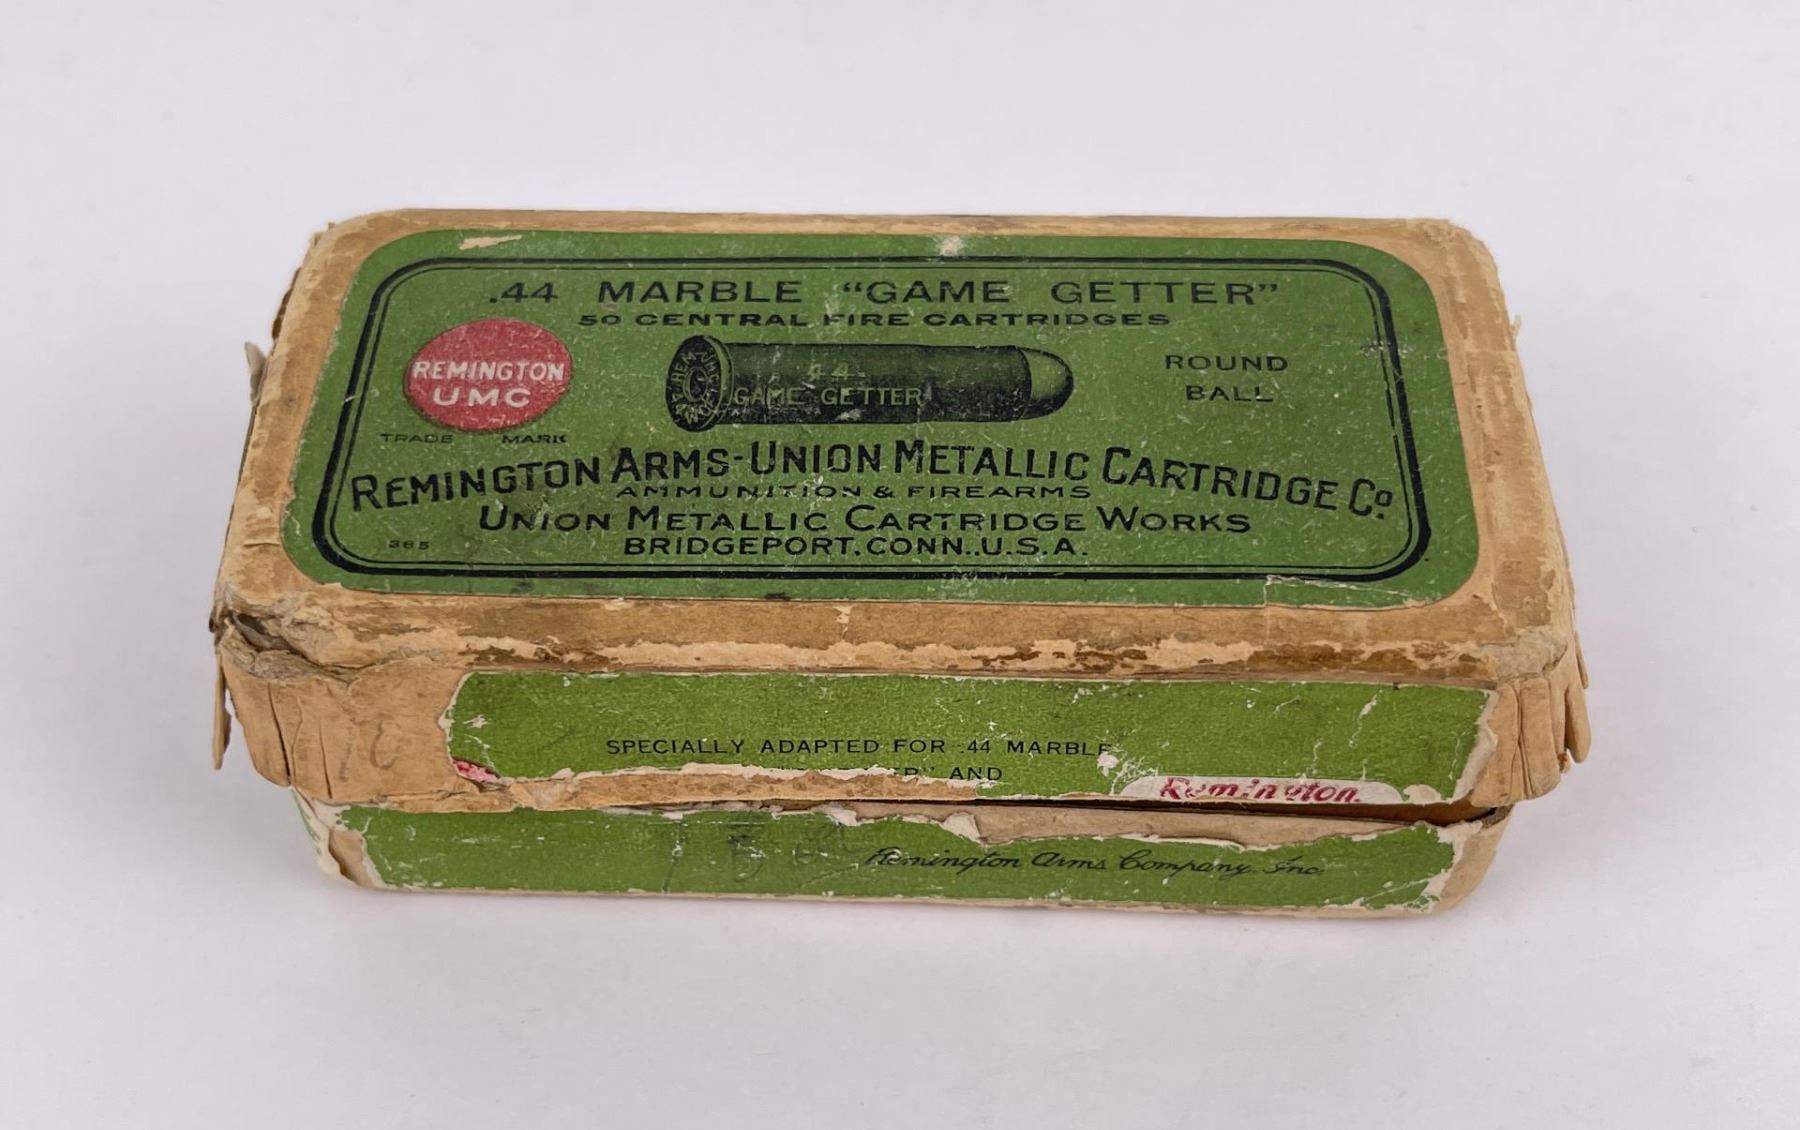 .44 MARBLE "GAME GETTER"
50 CENTRAL FIRE CARTRIDGES
REMINGTON
UMC
TRADE MARK
44
GAME GETTER
ROUND
BALL
REMINGTON ARMS-UNION METALLIC CARTRIDGE Co.
AMMUNITION & FIREARMS
UNION METALLIC CARTRIDGE WORKS
BRIDGEPORT, CONN., U.S.A.
365
SPECIALLY ADAPTED FOR .44 MARBLE
AND
Remington.
Remington Arms Company, Inc.